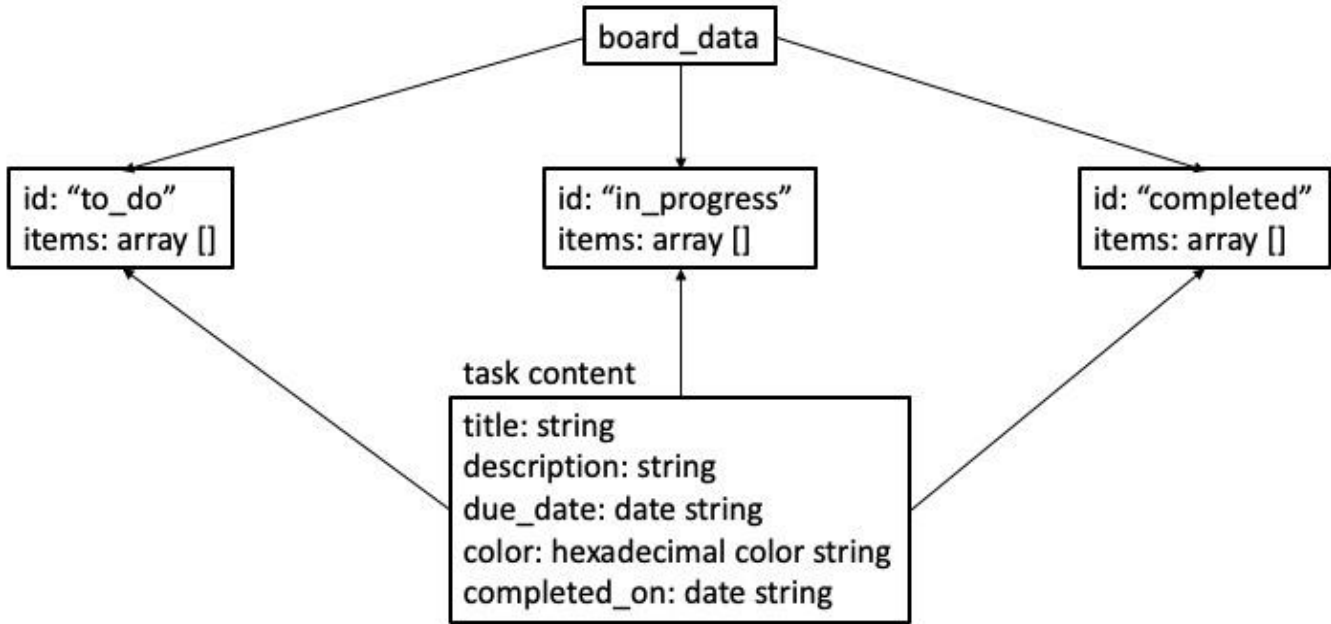 board_data
id: “to_do”
items: array []
id: “in_progress”
items: array []
id: “completed”
items: array []
task content
title: string
description: string
due_date: date string
color: hexadecimal color string
completed_on: date string